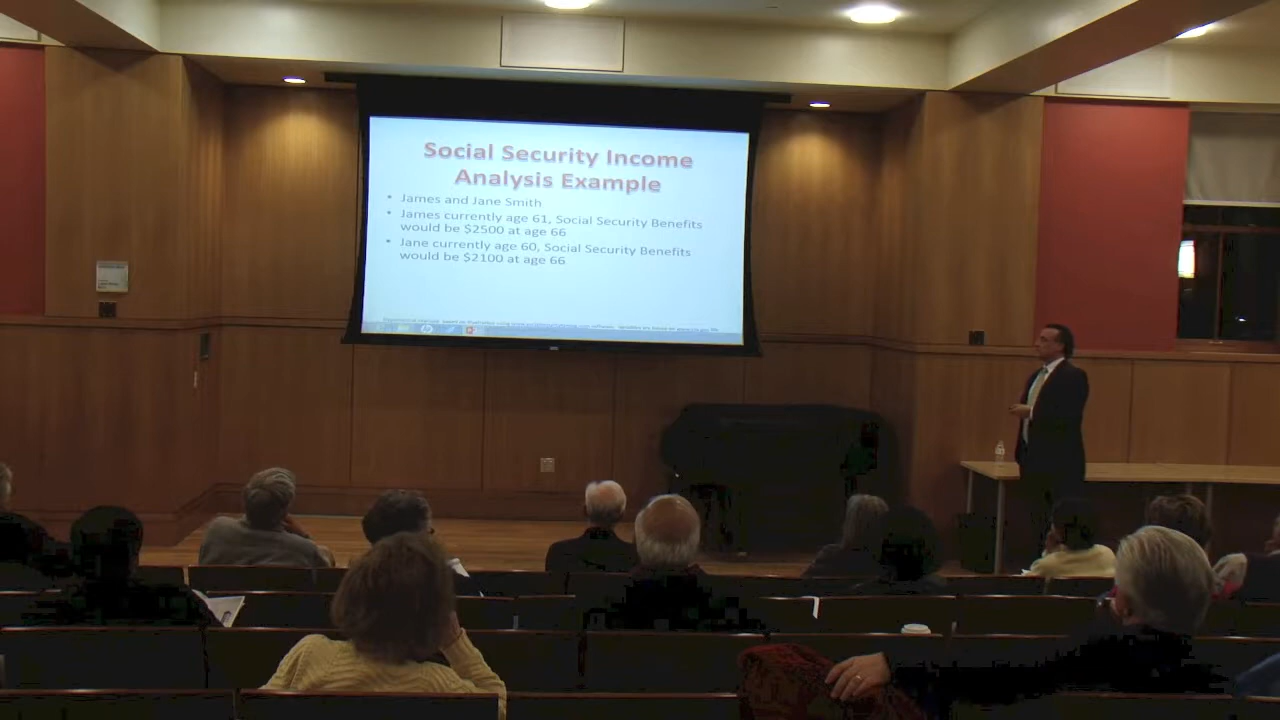 Social Security Income
Analysis Example
• James and Jane Smith
• James currently age 61, Social Security Benefits
would be $2500 at age 66
• Jane currently age 60, Social Security Benefits
would be $2100 at age 66